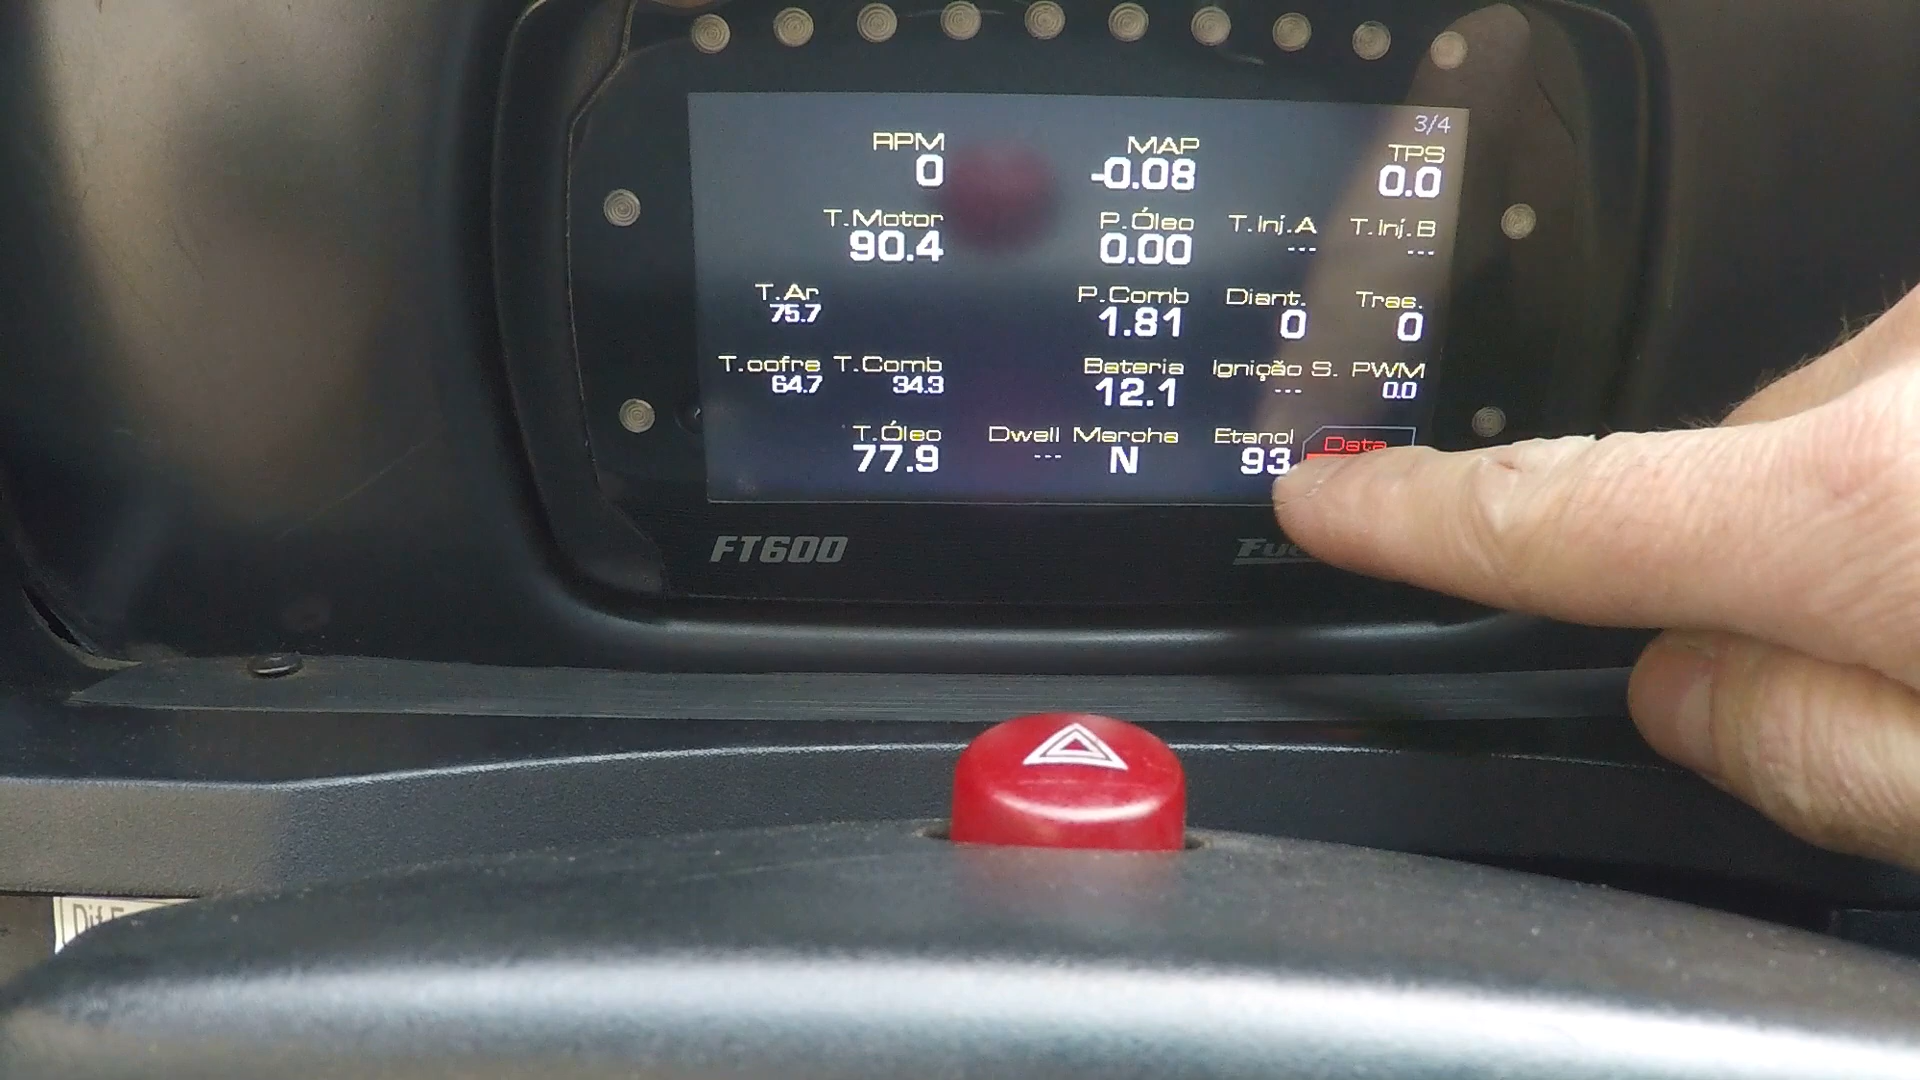 3/4
RPM MAP TPS
0 -0.08 0.0
T.Motor P.Óleo T.Inj.A T.Inj.B
90.4 0.00 --- ---
T.Ar P.Comb Diant. Tras.
75.7 1.81 0 0
T.cofre T.Comb Bateria Ignição S. PWM
64.7 34.3 12.1 --- 0.0
T.Óleo Dwell Marcha Etanol Data
77.9 --- N 93
FT600